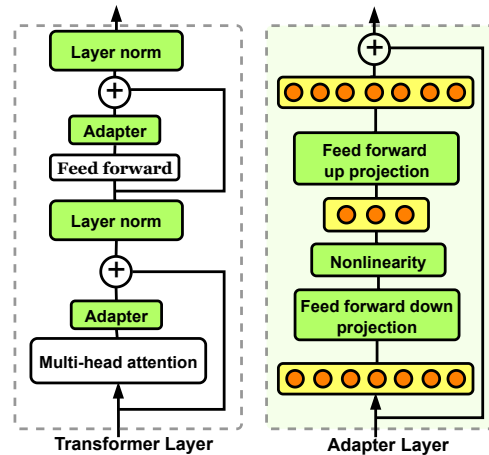 Layer norm
Adapter
Feed forward
Layer norm
Adapter
Multi-head attention
Transformer Layer
Feed forward
up projection
Nonlinearity
Feed forward down
projection
Adapter Layer